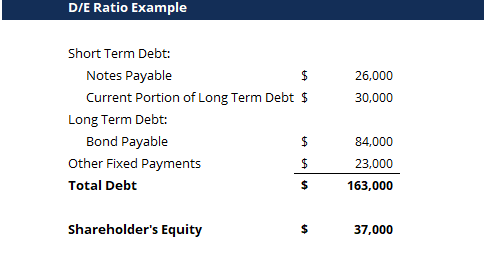 D/E Ratio Example
Short Term Debt:
Notes Payable $ 26,000
Current Portion of Long Term Debt $ 30,000
Long Term Debt:
Bond Payable $ 84,000
Other Fixed Payments $ 23,000
Total Debt $ 163,000
Shareholder's Equity $ 37,000